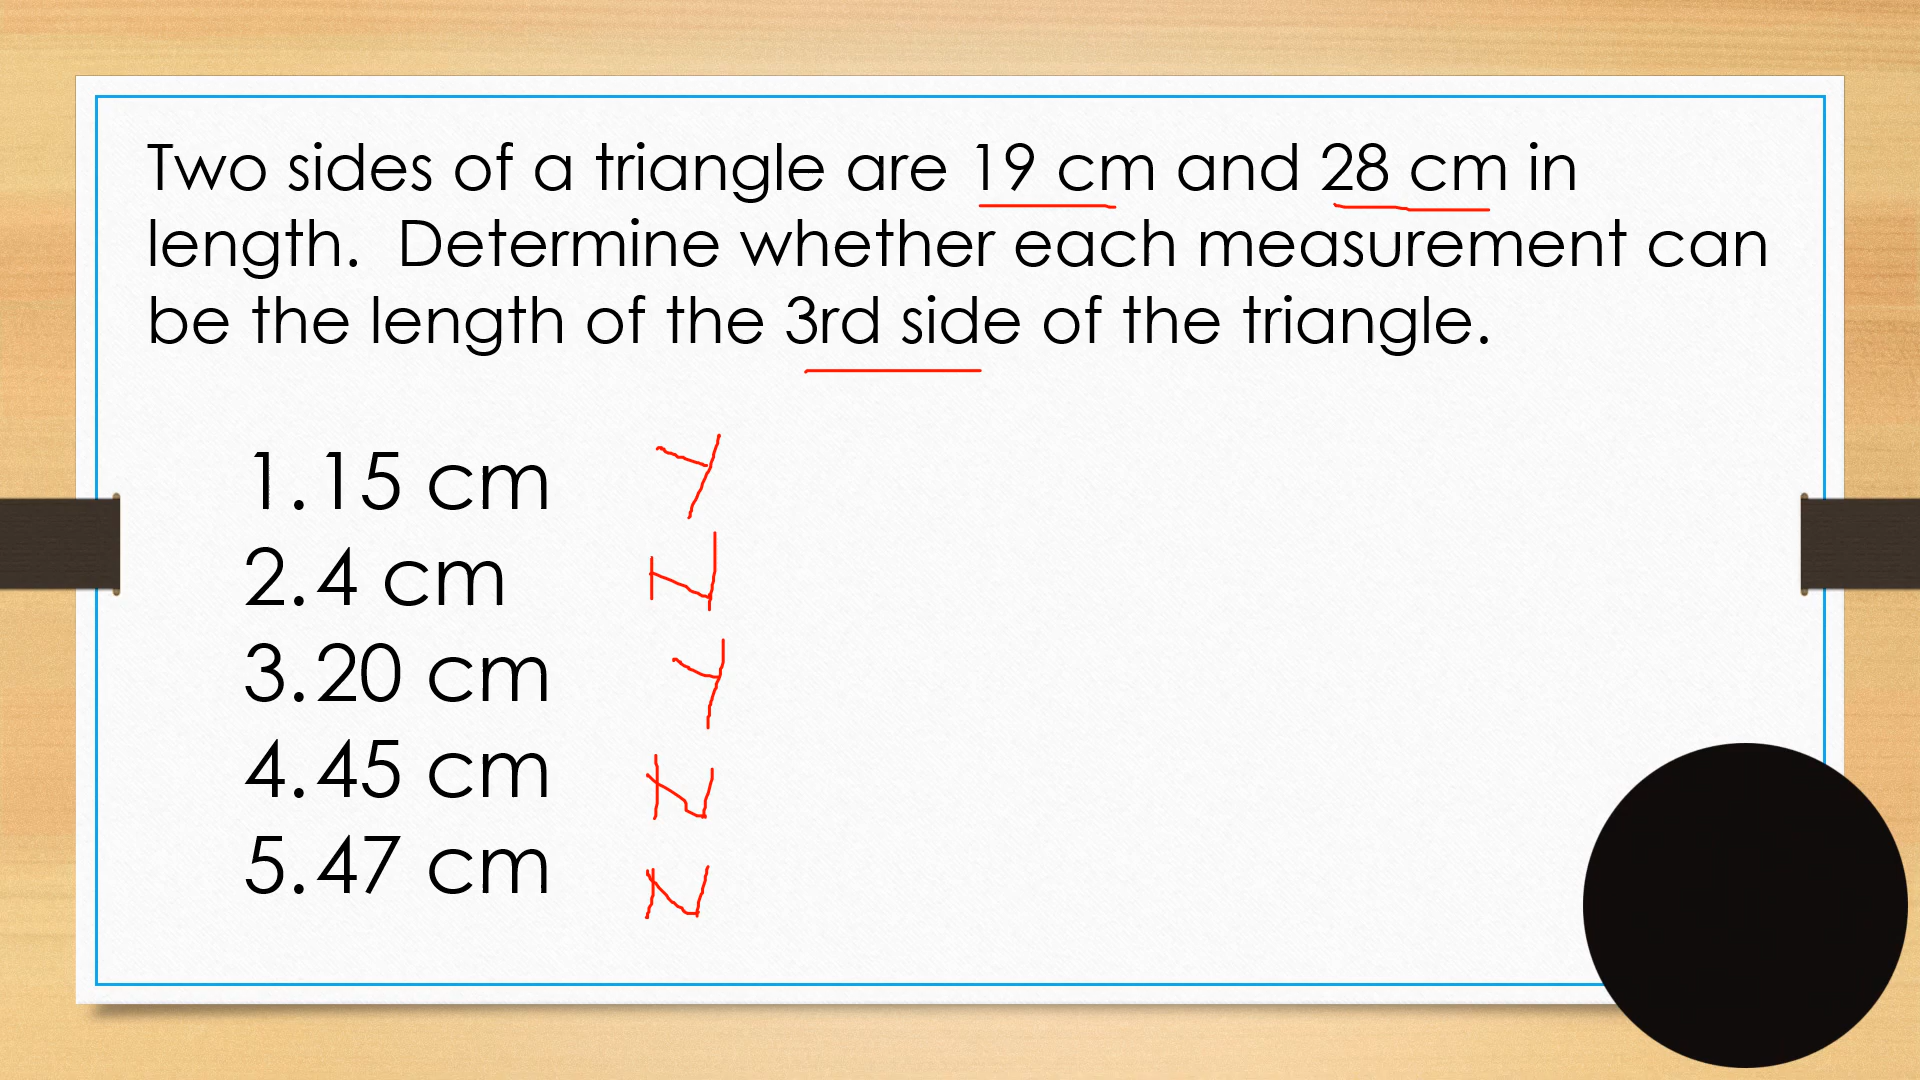 Two sides of a triangle are 19 cm and 28 cm in
length. Determine whether each measurement can
be the length of the 3rd side of the triangle.
1. 15 cm Y
2. 4 cm N
3. 20 cm Y
4. 45 cm N
5. 47 cm N